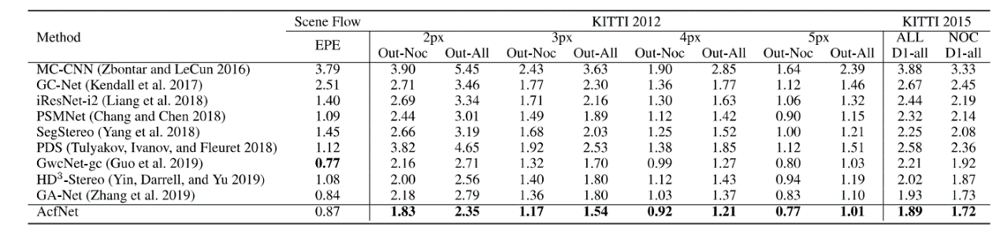 Scene Flow KITTI 2012 KITTI 2015
Method EPE 2px 3px 4px 5px ALL NOC
Out-Noc Out-All Out-Noc Out-All Out-Noc Out-All Out-Noc Out-All D1-all D1-all
MC-CNN (Zbontar and LeCun 2016) 3.79 3.90 5.45 2.43 3.63 1.90 2.85 1.64 2.39 3.88 3.33
GC-Net (Kendall et al. 2017) 2.51 2.71 3.46 1.77 2.30 1.36 1.77 1.12 1.46 2.67 2.45
iResNet-i2 (Liang et al. 2018) 1.40 2.69 3.34 1.71 2.16 1.30 1.63 1.06 1.32 2.44 2.19
PSMNet (Chang and Chen 2018) 1.09 2.44 3.01 1.49 1.89 1.12 1.42 0.90 1.15 2.32 2.14
SegStereo (Yang et al. 2018) 1.45 2.66 3.19 1.68 2.03 1.25 1.52 1.00 1.21 2.25 2.08
PDS (Tulyakov, Ivanov, and Fleuret 2018) 1.12 3.82 4.65 1.92 2.53 1.38 1.85 1.12 1.51 2.58 2.36
GwcNet-gc (Guo et al. 2019) 0.77 2.16 2.71 1.32 1.70 0.99 1.27 0.80 1.03 2.21 1.92
HD³-Stereo (Yin, Darrell, and Yu 2019) 1.08 2.00 2.56 1.40 1.80 1.12 1.43 0.94 1.19 2.02 1.87
GA-Net (Zhang et al. 2019) 0.84 2.18 2.79 1.36 1.80 1.03 1.37 0.83 1.10 1.93 1.73
AcfNet 0.87 1.83 2.35 1.17 1.54 0.92 1.21 0.77 1.01 1.89 1.72